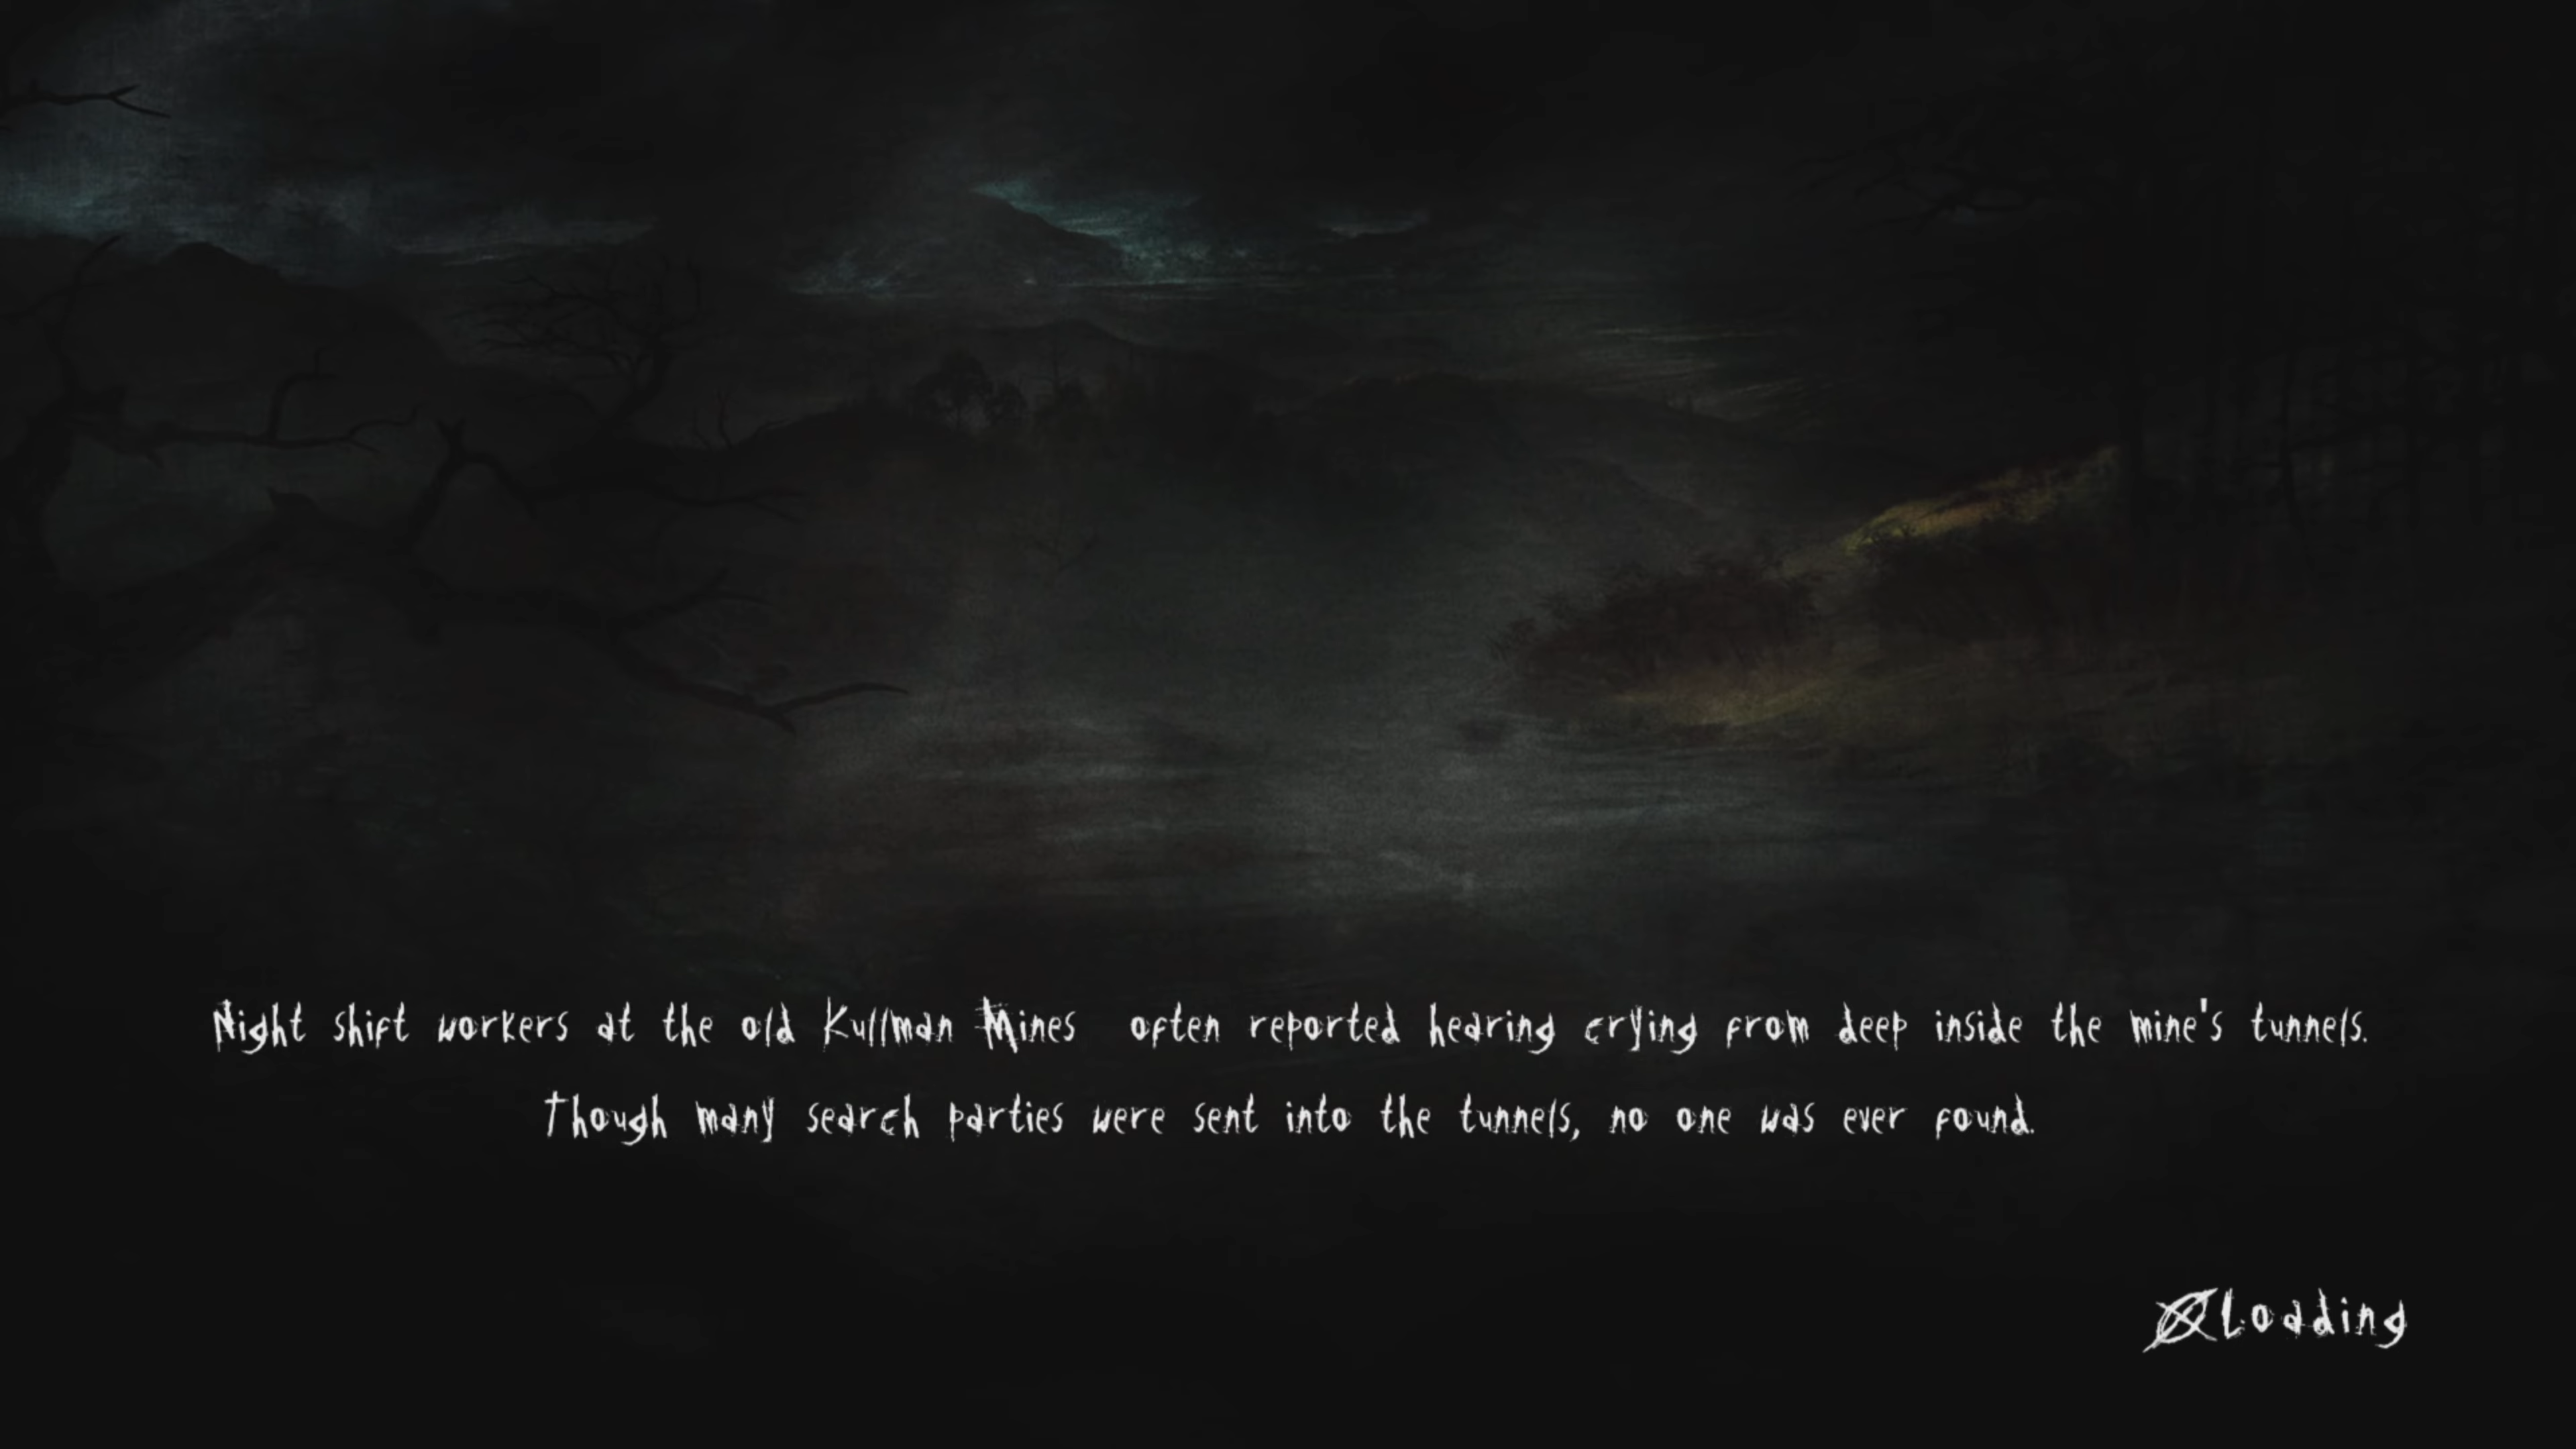 Night shift workers at the old Kullman Mines  often reported hearing crying from deep inside the mine's tunnels.
Though many search parties were sent into the tunnels, no one was ever found.
Loading